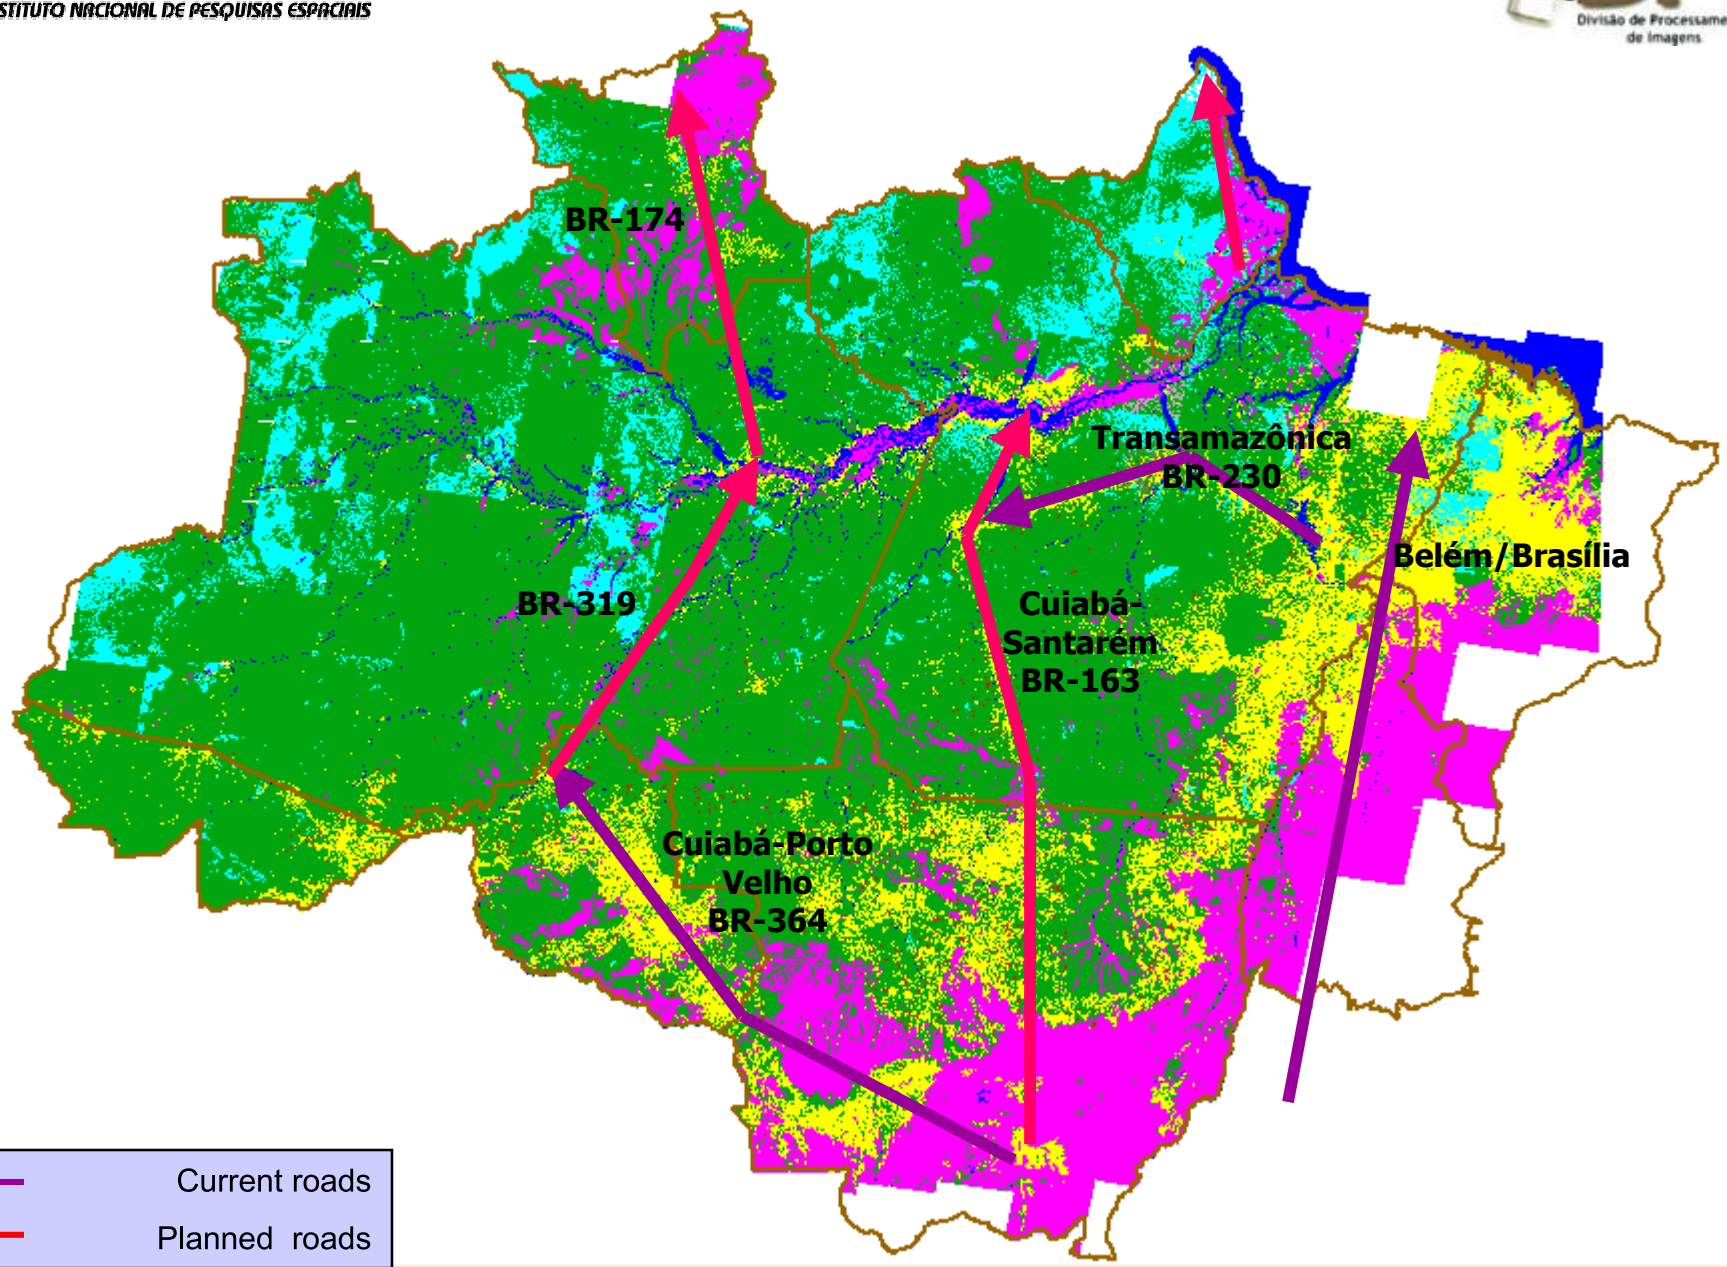 STITUTO NACIONAL DE PESQUISAS ESPACIAIS
Divisão de Processame
de Imagens
BR-174
Transamazônica
BR-230
Belém/Brasília
BR-319
Cuiabá-
Santarém
BR-163
Cuiabá-Porto
Velho
BR-364
Current roads
Planned roads